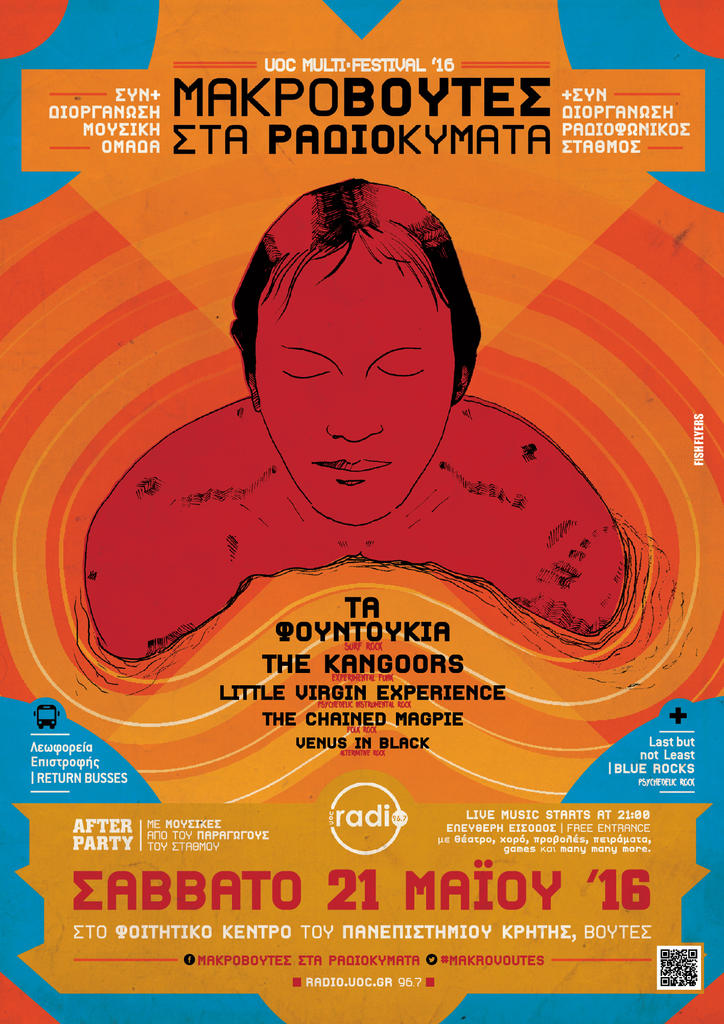 UOC MULTI-FESTIVAL '16
ΣΥΝ+
ΔΙΟΡΓΑΝΩΣΗ
ΜΟΥΣΙΚΗ
ΟΜΑΔΑ
ΜΑΚΡΟΒΟΥΤΕΣ
ΣΤΑ ΡΑΔΙΟΚΥΜΑΤΑ
+ΣΥΝ
ΔΙΟΡΓΑΝΩΣΗ
ΡΑΔΙΟΦΩΝΙΚΟΣ
ΣΤΑΘΜΟΣ
FISH FLYERS
ΤΑ
ΦΟΥΝΤΟΥΚΙΑ
SURF ROCK
THE KANGOORS
EXPERIMENTAL FUNK
LITTLE VIRGIN EXPERIENCE
PSYCHEDELIC INSTRUMENTAL ROCK
THE CHAINED MAGPIE
FOLK ROCK
VENUS IN BLACK
ALTERNATIVE ROCK
Λεωφορεία
Επιστροφής
| RETURN BUSSES
Last but
not Least
| BLUE ROCKS
PSYCHEDELIC ROCK
AFTER
PARTY
ΜΕ ΜΟΥΣΙΚΕΣ
ΑΠΟ ΤΟΥ ΠΑΡΑΓΩΓΟΥΣ
ΤΟΥ ΣΤΑΘΜΟΥ
UOC radio 96.7
LIVE MUSIC STARTS AT 21:00
ΕΛΕΥΘΕΡΗ ΕΙΣΟΔΟΣ | FREE ENTRANCE
με θέατρο, χορό, προβολές, πειράματα,
games και many many more.
ΣΑΒΒΑΤΟ 21 ΜΑΪΟΥ '16
ΣΤΟ ΦΟΙΤΗΤΙΚΟ ΚΕΝΤΡΟ ΤΟΥ ΠΑΝΕΠΙΣΤΗΜΙΟΥ ΚΡΗΤΗΣ, ΒΟΥΤΕΣ
ΜΑΚΡΟΒΟΥΤΕΣ ΣΤΑ ΡΑΔΙΟΚΥΜΑΤΑ #MAKROVOUTES
RADIO.UOC.GR 96.7